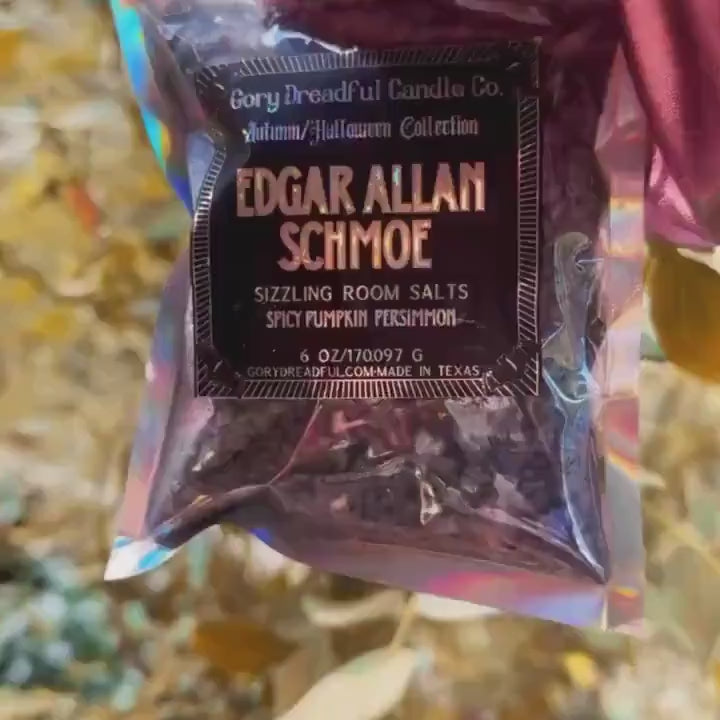 Gory Dreadful Candle Co.
Autumn/Halloween Collection
EDGAR ALLAN
SCHMOE
SIZZLING ROOM SALTS
SPICY PUMPKIN PERSIMMON
6 OZ/170.097 G
GORYDREADFUL.COM·MADE IN TEXAS